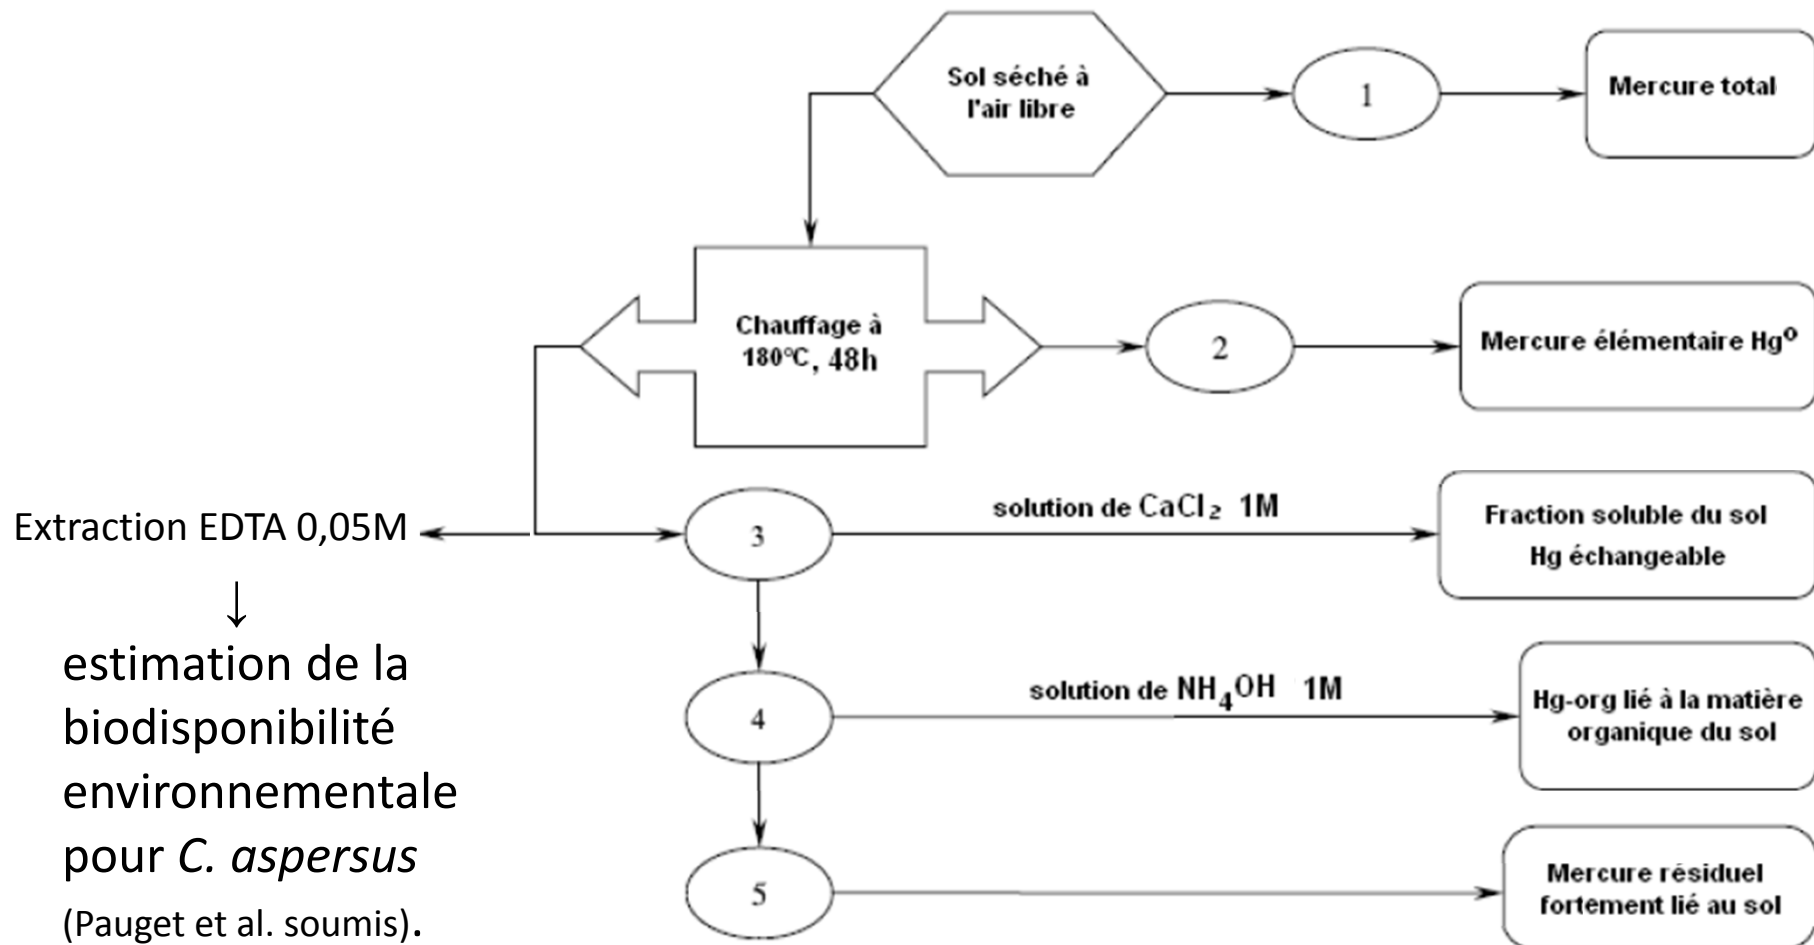 Sol séché à
l'air libre
1
Mercure total
Chauffage à
180°C, 48h
2
Mercure élémentaire Hg⁰
Extraction EDTA 0,05M
↓
estimation de la
biodisponibilité
environnementale
pour C. aspersus
(Pauget et al. soumis).
3
solution de CaCl₂ 1M
Fraction soluble du sol
Hg échangeable
4
solution de NH₄OH 1M
Hg-org lié à la matière
organique du sol
5
Mercure résiduel
fortement lié au sol